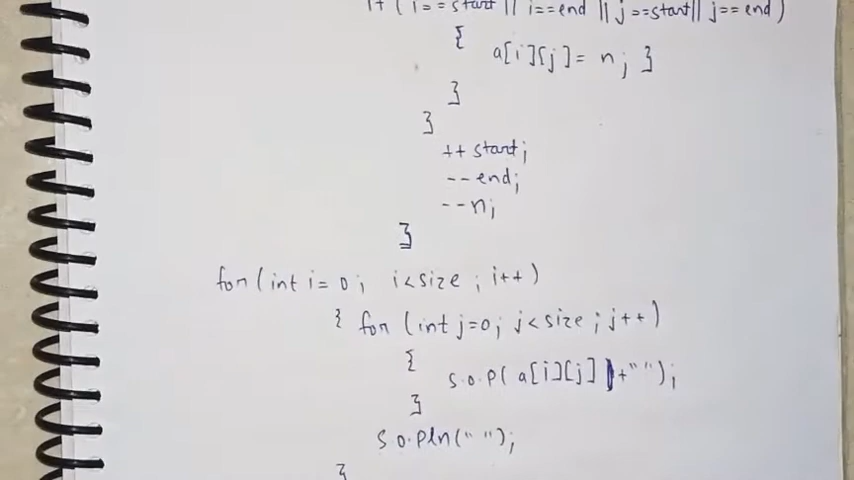 if ( i==start || i==end || j==start|| j==end )
{
a[i][j]= n; }
}
}
++start;
--end;
--n;
}
for(int i= 0; i<size ; i++)
{ for (int j=0; j<size ; j++)
{
S.o.p( a[i][j] +" ");
}
S.o.pln(" ");
}